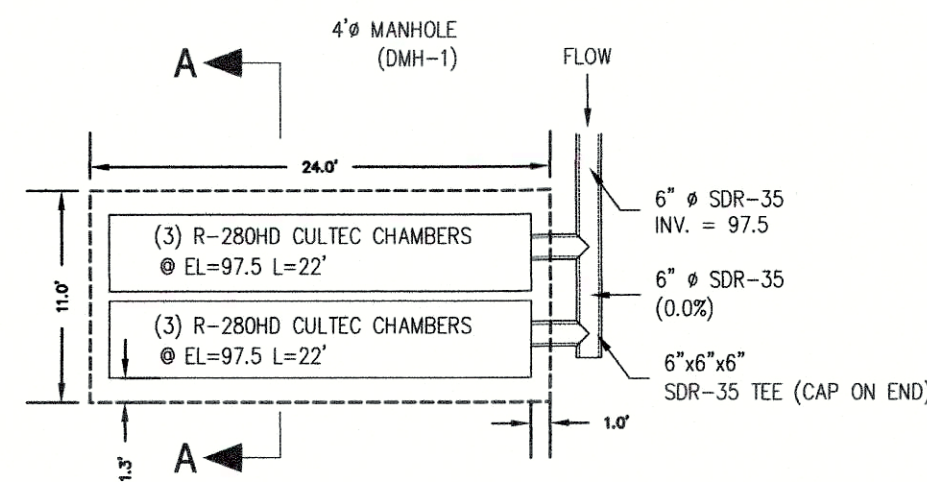 4'ø MANHOLE
(DMH-1)
A
FLOW
24.0'
6" ø SDR-35
INV. = 97.5
(3) R-280HD CULTEC CHAMBERS
@ EL=97.5 L=22'
11.0'
6" ø SDR-35
(0.0%)
(3) R-280HD CULTEC CHAMBERS
@ EL=97.5 L=22'
6"x6"x6"
SDR-35 TEE (CAP ON END)
1.0'
1.3'
A